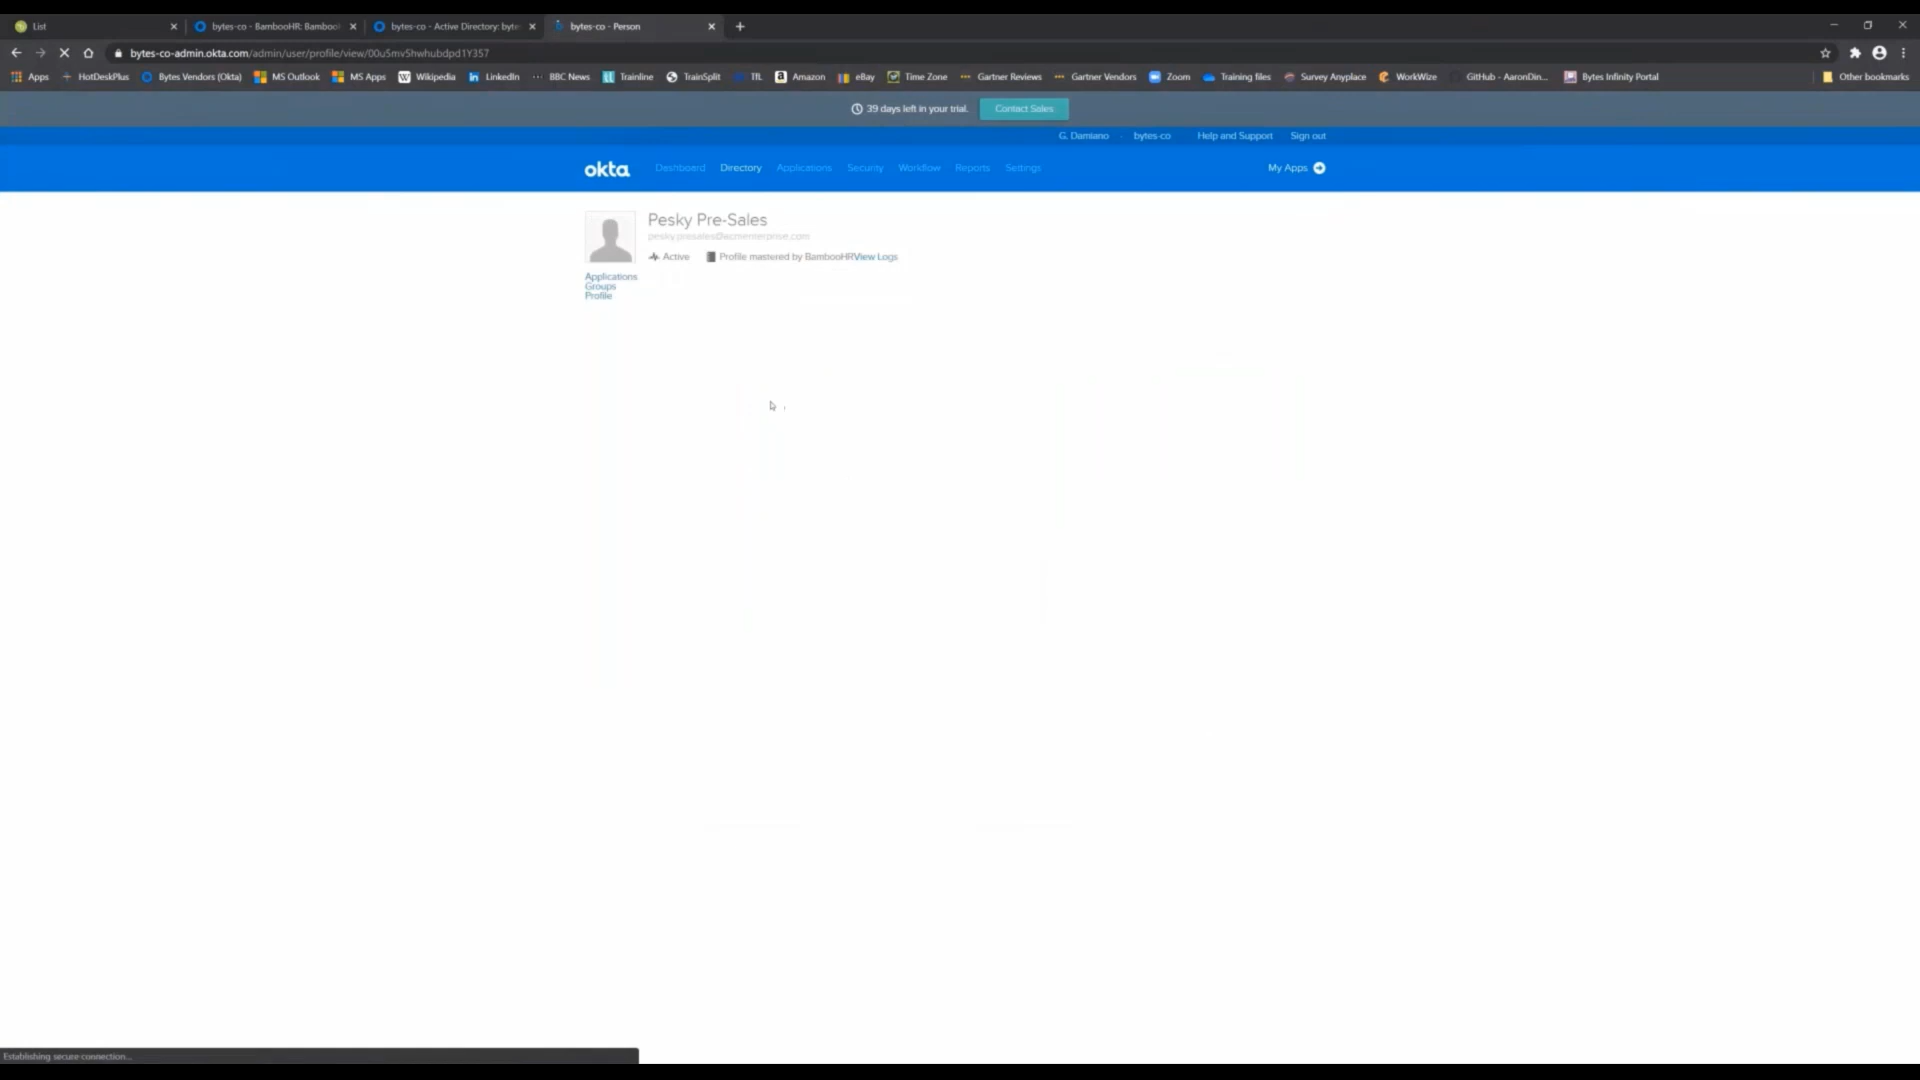 List
bytes-co - BambooHR: Bamboo
bytes-co - Active Directory: byte
bytes-co - Person
bytes-co-admin.okta.com/admin/user/profile/view/00u5mv5hwhubdpd1Y357
Apps
HotDeskPlus
Bytes Vendors (Okta)
MS Outlook
MS Apps
Wikipedia
LinkedIn
BBC News
Trainline
TrainSplit
TfL
Amazon
eBay
Time Zone
Gartner Reviews
Gartner Vendors
Zoom
Training files
Survey Anyplace
WorkWize
GitHub - AaronDin...
Bytes Infinity Portal
Other bookmarks
39 days left in your trial.
Contact Sales
G. Damiano
bytes-co
Help and Support
Sign out
okta
Dashboard
Directory
Applications
Security
Workflow
Reports
Settings
My Apps
Pesky Pre-Sales
Active
Profile mastered by BambooHRView Logs
Applications
Groups
Profile
Establishing secure connection...